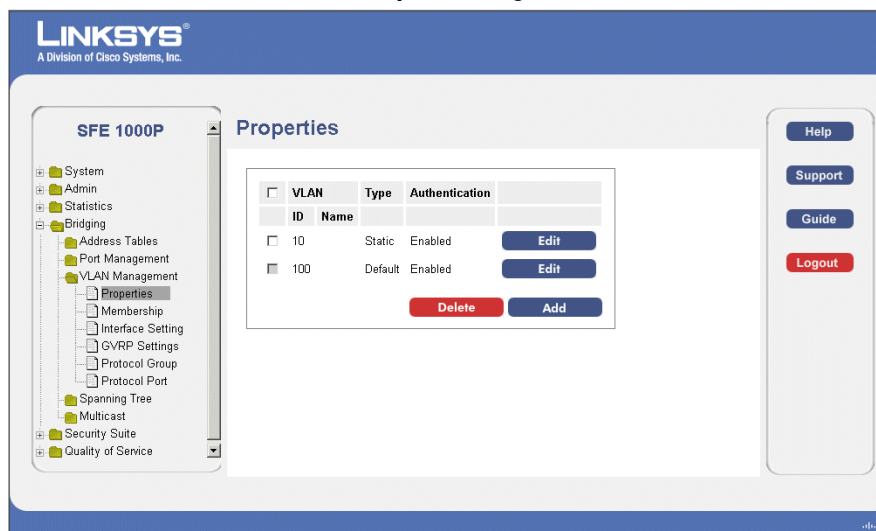 LINKSYS®
A Division of Cisco Systems, Inc.
SFE 1000P
System
Admin
Statistics
Bridging
Address Tables
Port Management
VLAN Management
Properties
Membership
Interface Setting
GVRP Settings
Protocol Group
Protocol Port
Spanning Tree
Multicast
Security Suite
Quality of Service
Properties
VLAN Type Authentication
ID Name
10 Static Enabled Edit
100 Default Enabled Edit
Delete Add
Help
Support
Guide
Logout